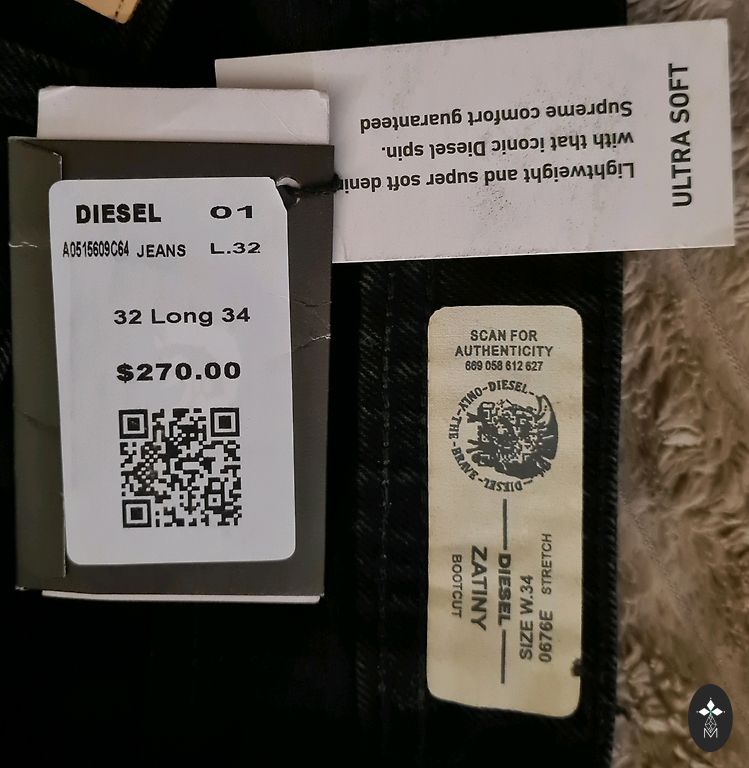 DIESEL 01
A0515609C64 JEANS L.32
32 Long 34
$270.00
ULTRA SOFT
Lightweight and super soft denim
with that iconic Diesel spin.
Supreme comfort guaranteed
SCAN FOR
AUTHENTICITY
669 058 612 627
ONLY-DIESEL-
-THE-BRAVE-DIESEL-
DIESEL
ZATINY
BOOTCUT
SIZE W.34
0676E STRETCH
M